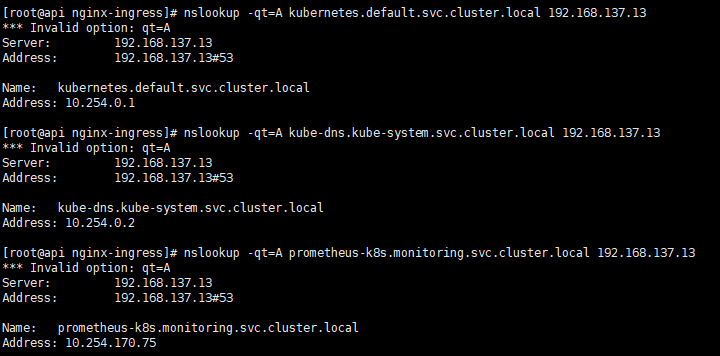 [root@api nginx-ingress]# nslookup -qt=A kubernetes.default.svc.cluster.local 192.168.137.13
*** Invalid option: qt=A
Server:         192.168.137.13
Address:        192.168.137.13#53
Name:   kubernetes.default.svc.cluster.local
Address: 10.254.0.1
[root@api nginx-ingress]# nslookup -qt=A kube-dns.kube-system.svc.cluster.local 192.168.137.13
*** Invalid option: qt=A
Server:         192.168.137.13
Address:        192.168.137.13#53
Name:   kube-dns.kube-system.svc.cluster.local
Address: 10.254.0.2
[root@api nginx-ingress]# nslookup -qt=A prometheus-k8s.monitoring.svc.cluster.local 192.168.137.13
*** Invalid option: qt=A
Server:         192.168.137.13
Address:        192.168.137.13#53
Name:   prometheus-k8s.monitoring.svc.cluster.local
Address: 10.254.170.75